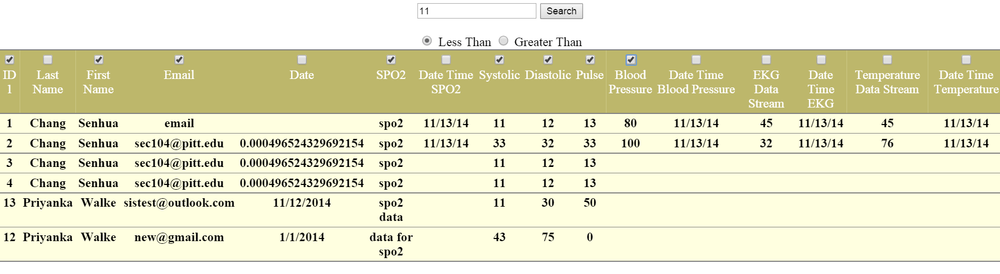 11 Search
Less Than Greater Than
ID 1 Last Name First Name Email Date SPO2 Date Time SPO2 Systolic Diastolic Pulse Blood Pressure Date Time Blood Pressure EKG Data Stream Date Time EKG Temperature Data Stream Date Time Temperature
1 Chang Senhua email spo2 11/13/14 11 12 13 80 11/13/14 45 11/13/14 45 11/13/14
2 Chang Senhua sec104@pitt.edu 0.000496524329692154 spo2 11/13/14 33 32 33 100 11/13/14 32 11/13/14 76 11/13/14
3 Chang Senhua sec104@pitt.edu 0.000496524329692154 spo2 11 12 13
4 Chang Senhua sec104@pitt.edu 0.000496524329692154 spo2 11 12 13
13 Priyanka Walke sistest@outlook.com 11/12/2014 spo2 data 11 30 50
12 Priyanka Walke new@gmail.com 1/1/2014 data for spo2 43 75 0